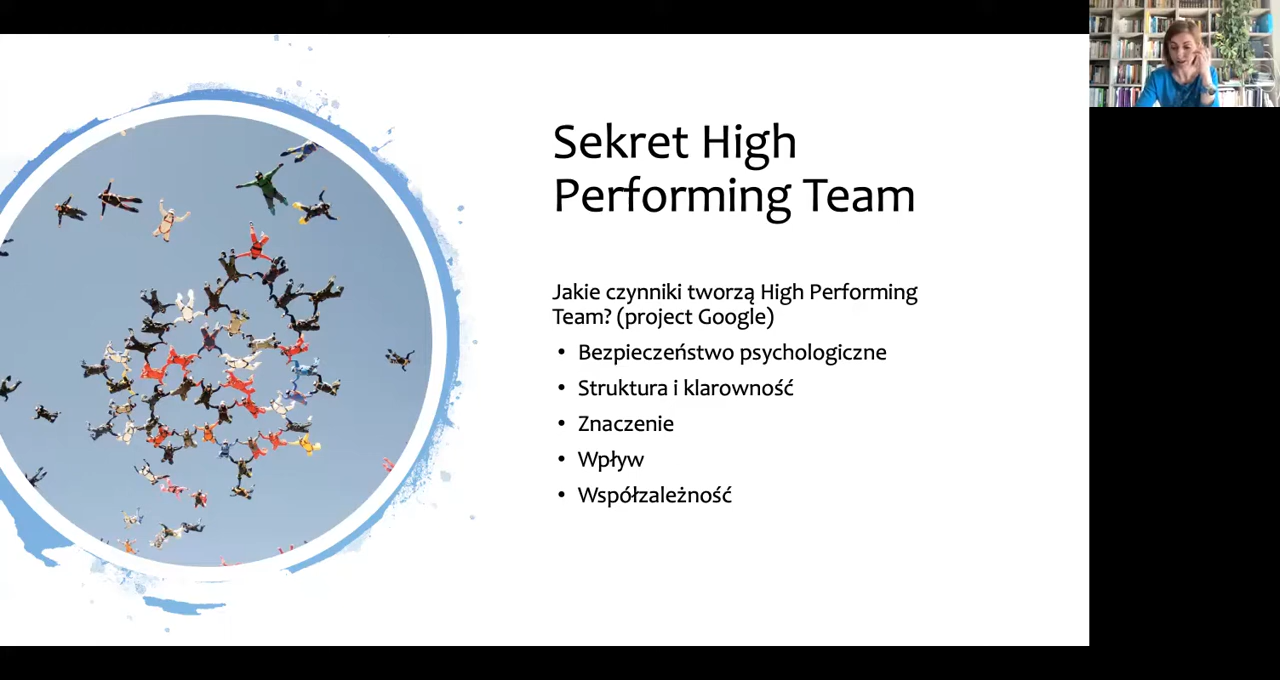 Sekret High
Performing Team
Jakie czynniki tworzą High Performing
Team? (project Google)
• Bezpieczeństwo psychologiczne
• Struktura i klarowność
• Znaczenie
• Wpływ
• Współzależność